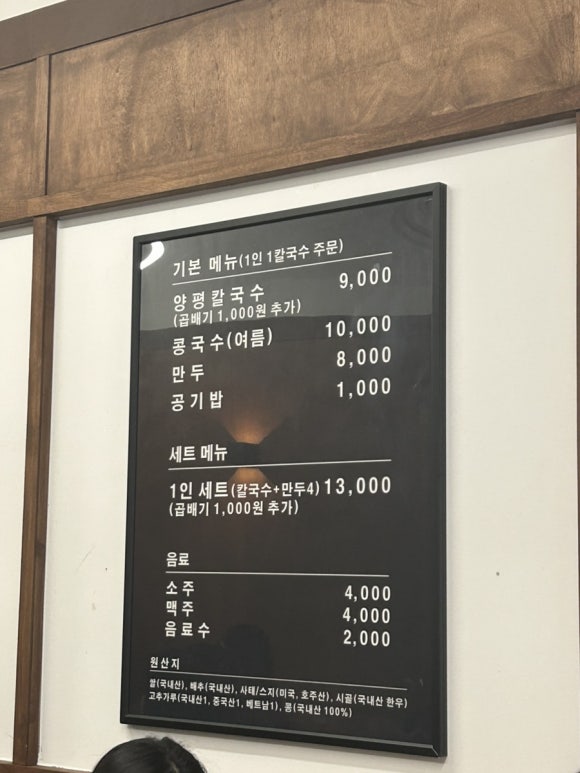 기본 메뉴(1인 1칼국수 주문)
양평칼국수 9,000
(곱배기 1,000원 추가)
콩국수(여름) 10,000
만두 8,000
공기밥 1,000
세트 메뉴
1인 세트(칼국수+만두4) 13,000
(곱배기 1,000원 추가)
음료
소주 4,000
맥주 4,000
음료수 2,000
원산지
쌀(국내산), 배추(국내산), 사태/스지(미국, 호주산), 사골(국내산 한우)
고추가루(국내산1, 중국산1, 베트남1), 콩(국내산 100%)